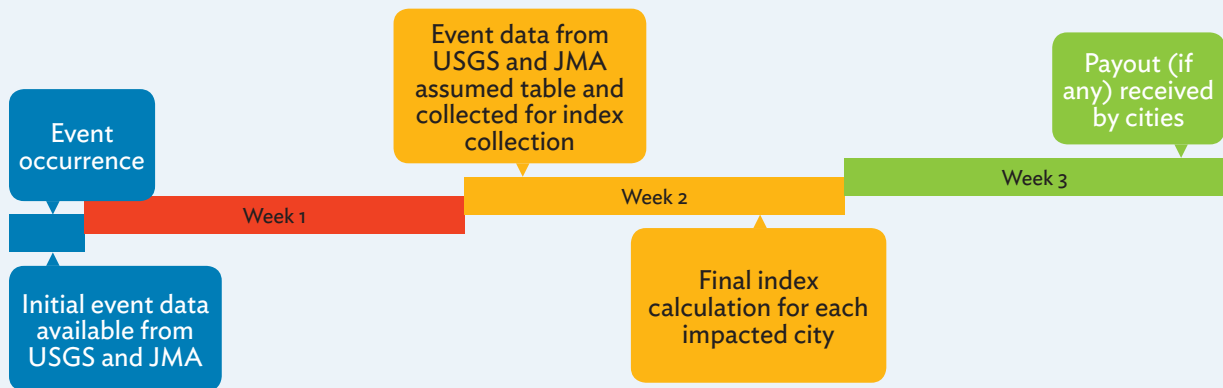 Event
occurrence
Initial event data
available from
USGS and JMA
Week 1
Event data from
USGS and JMA
assumed table and
collected for index
collection
Week 2
Final index
calculation for each
impacted city
Payout (if
any) received
by cities
Week 3